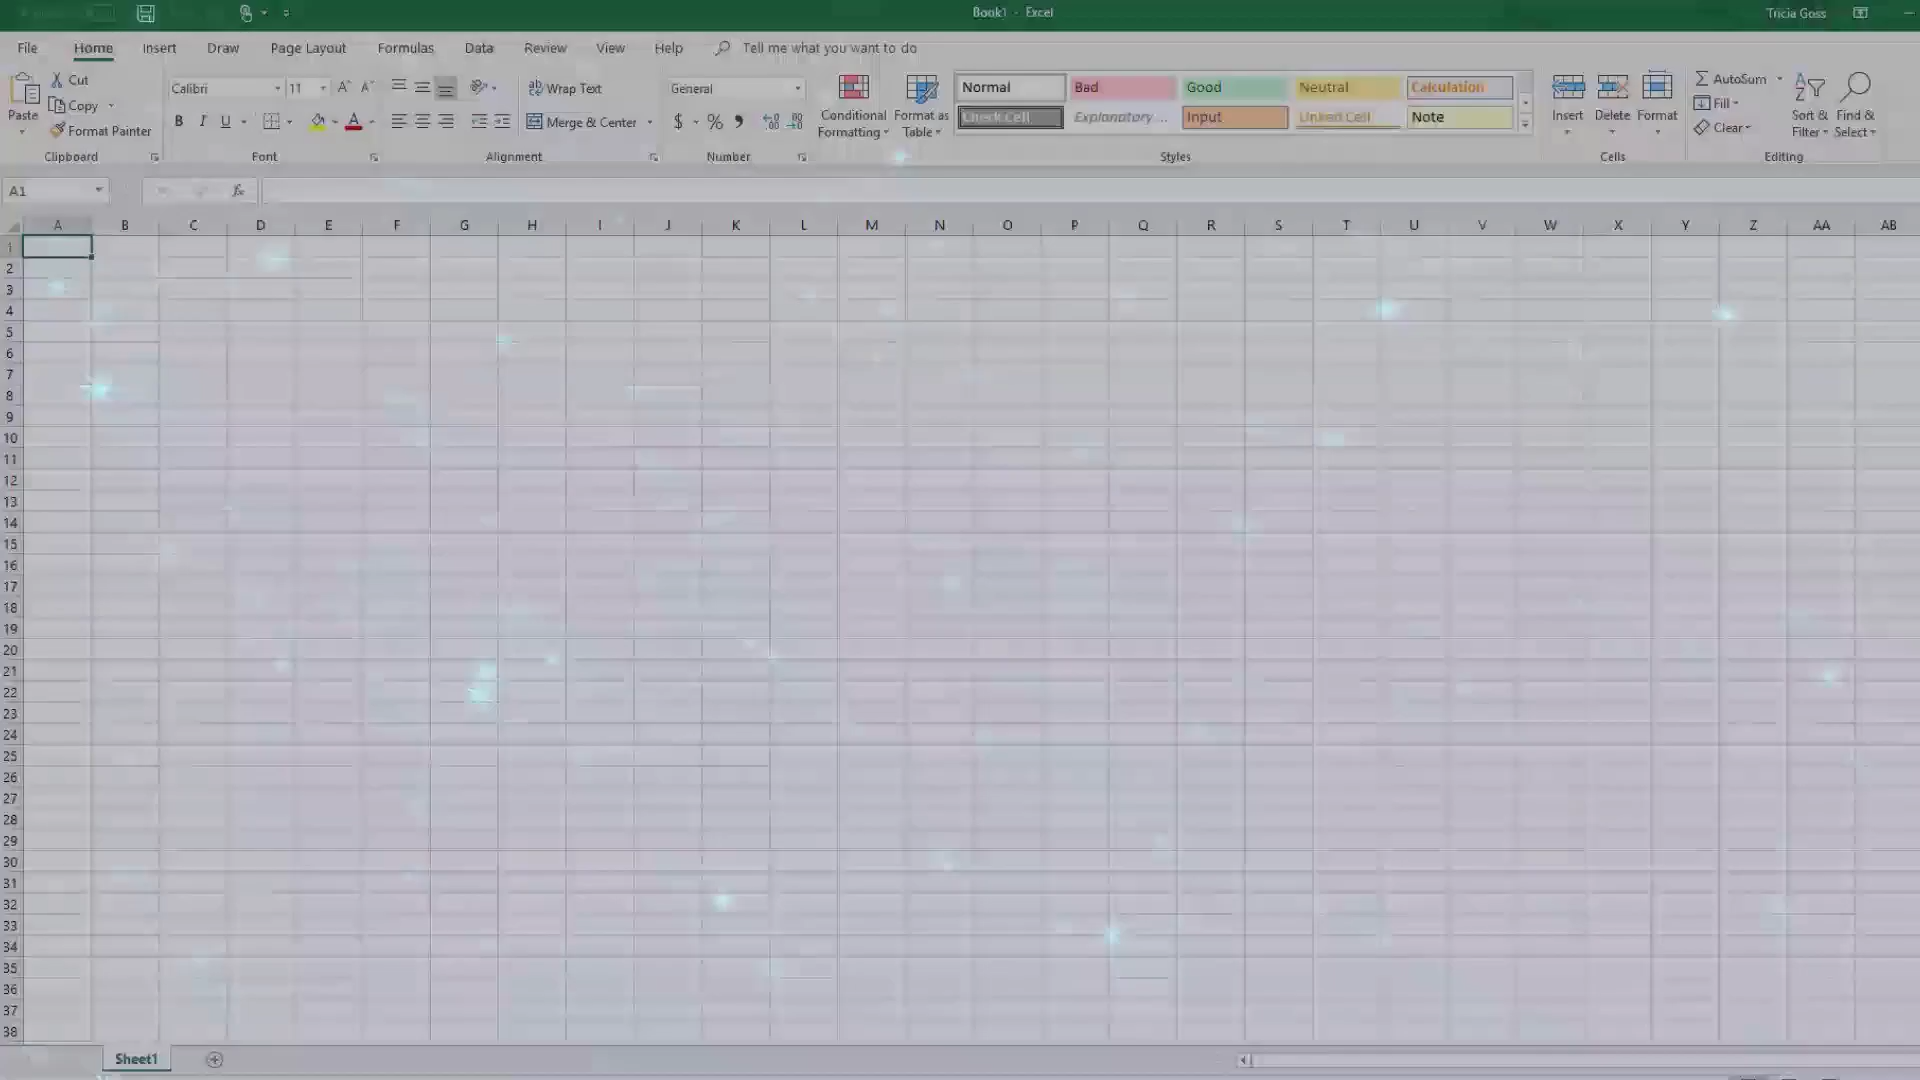 Book1 - Excel
Tricia Goss
File Home Insert Draw Page Layout Formulas Data Review View Help Tell me what you want to do
Paste
Cut
Copy
Format Painter
Clipboard
Calibri 11
B I U
Font
Wrap Text
Merge & Center
Alignment
General
$ % ,
Number
Conditional Formatting
Format as Table
Normal Bad Good Neutral Calculation
Check Cell Explanatory ... Input Linked Cell Note
Styles
Insert Delete Format
Cells
AutoSum
Fill
Clear
Sort & Filter
Find & Select
Editing
A1 fx
A B C D E F G H I J K L M N O P Q R S T U V W X Y Z AA AB
1
2
3
4
5
6
7
8
9
10
11
12
13
14
15
16
17
18
19
20
21
22
23
24
25
26
27
28
29
30
31
32
33
34
35
36
37
38
Sheet1